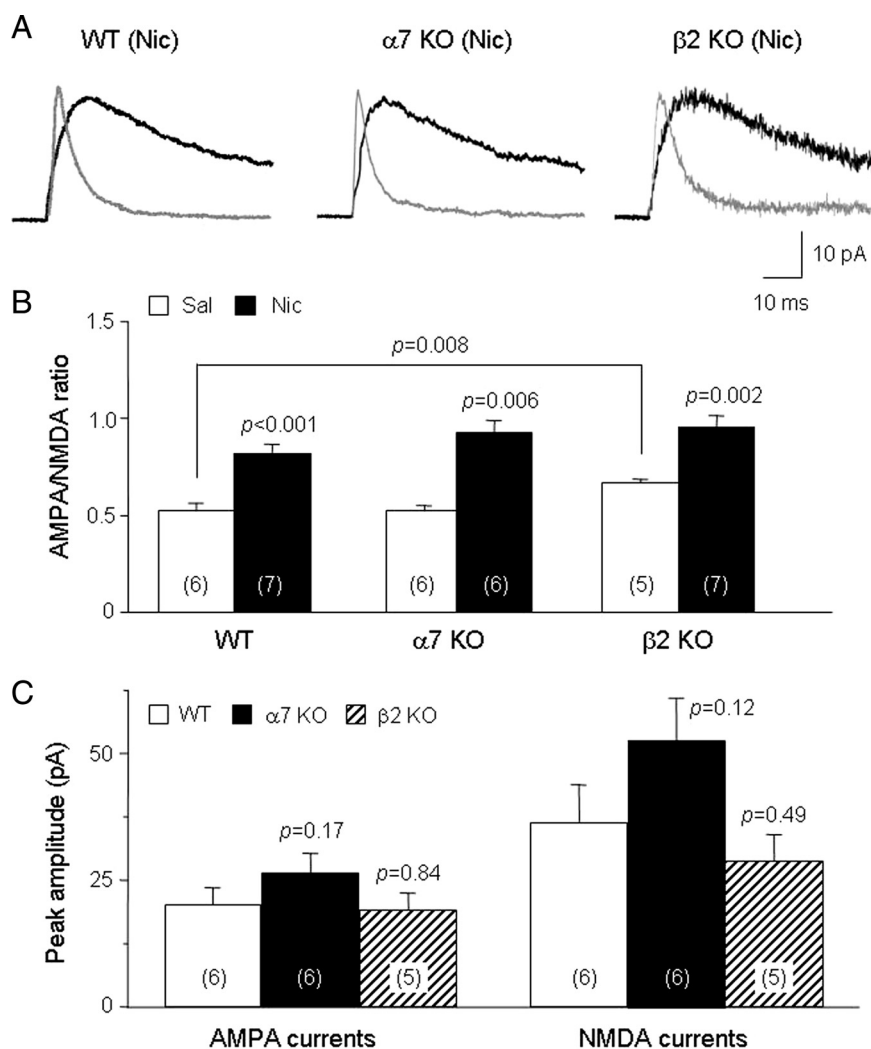 A
WT (Nic) α7 KO (Nic) β2 KO (Nic)
10 pA
10 ms
B
Sal Nic
1.5
p=0.008
p<0.001 p=0.006 p=0.002
1.0
0.5
0
AMPA/NMDA ratio
(6) (7) (6) (6) (5) (7)
WT α7 KO β2 KO
C
WT α7 KO β2 KO
p=0.12
50
p=0.17 p=0.84 p=0.49
25
0
Peak amplitude (pA)
(6) (6) (5) (6) (6) (5)
AMPA currents NMDA currents